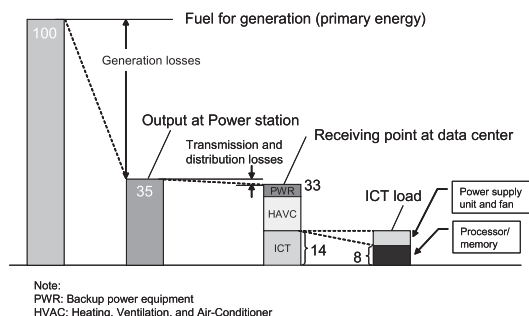 Fuel for generation (primary energy)
100
Generation losses
Output at Power station
Transmission and
distribution losses
Receiving point at data center
35
PWR
33
HAVC
ICT load
Power supply
unit and fan
ICT
14
8
Processor/
memory
Note:
PWR: Backup power equipment
HVAC: Heating, Ventilation, and Air-Conditioner